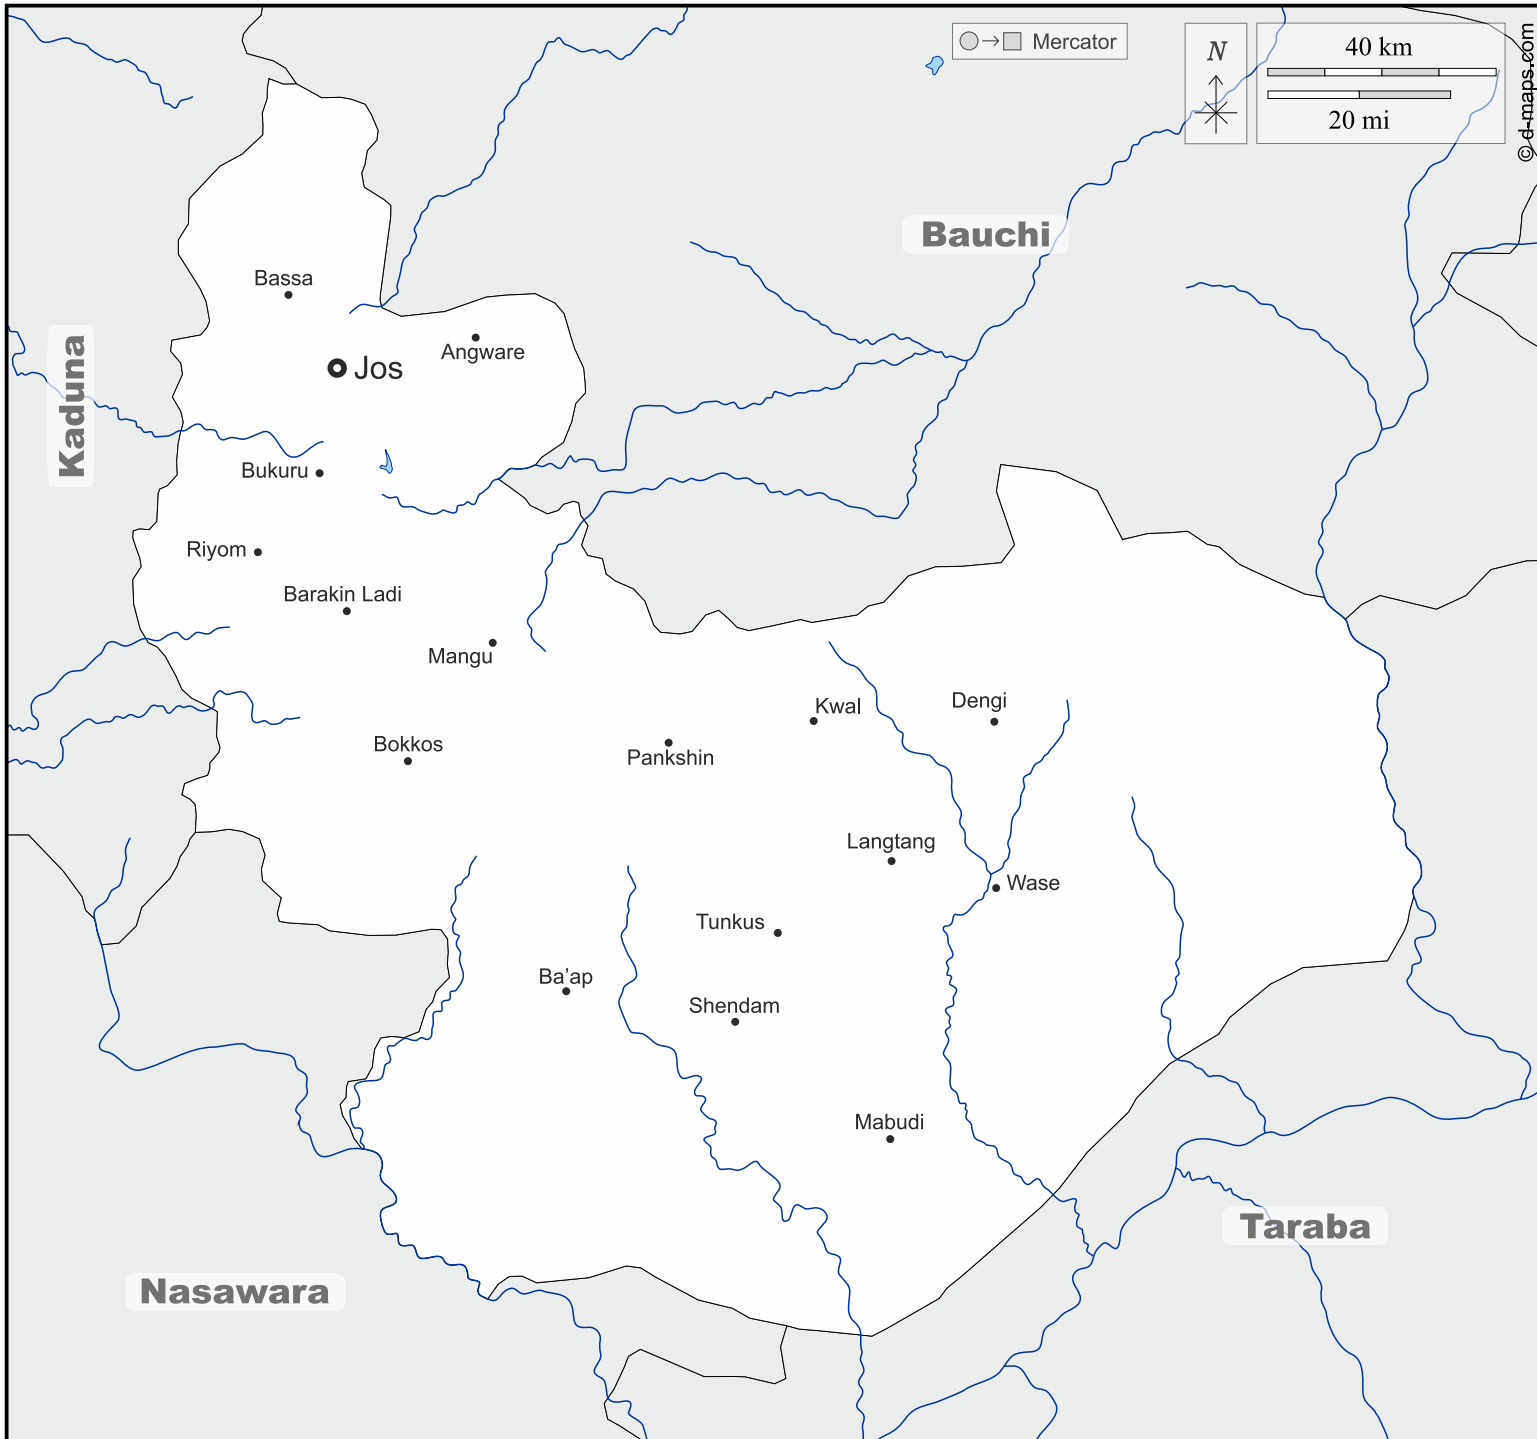 Mercator
N
40 km
20 mi
© d-maps.com
Bauchi
Bassa
Angware
Jos
Kaduna
Bukuru
Riyom
Barakin Ladi
Mangu
Kwal
Dengi
Bokkos
Pankshin
Langtang
Wase
Tunkus
Ba'ap
Shendam
Mabudi
Taraba
Nasawara